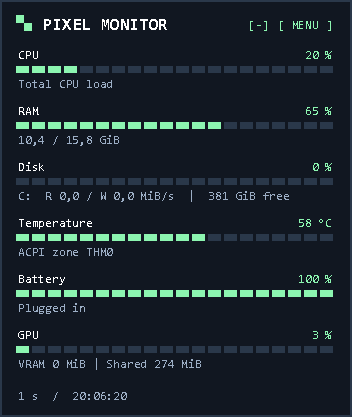 PIXEL MONITOR [-] [ MENU ]
CPU 20 %
Total CPU load
RAM 65 %
10,4 / 15,8 GiB
Disk 0 %
C: R 0,0 / W 0,0 MiB/s | 381 GiB free
Temperature 58 °C
ACPI zone THM0
Battery 100 %
Plugged in
GPU 3 %
VRAM 0 MiB | Shared 274 MiB
1 s / 20:06:20